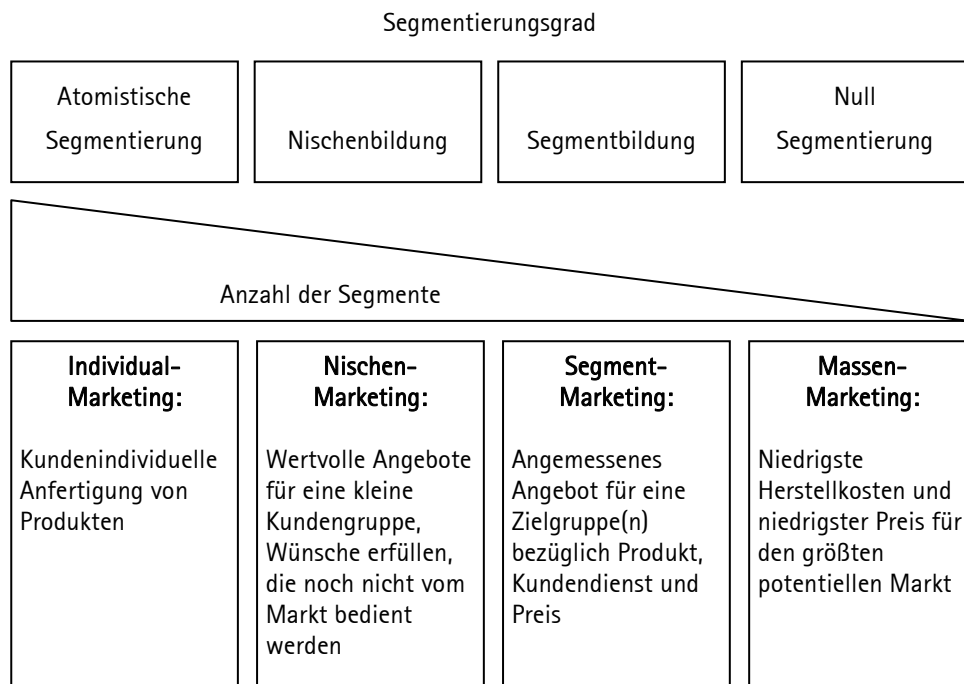 Segmentierungsgrad
Atomistische
Segmentierung
Nischenbildung
Segmentbildung
Null
Segmentierung
Anzahl der Segmente
Individual-
Marketing:
Kundenindividuelle
Anfertigung von
Produkten
Nischen-
Marketing:
Wertvolle Angebote
für eine kleine
Kundengruppe,
Wünsche erfüllen,
die noch nicht vom
Markt bedient
werden
Segment-
Marketing:
Angemessenes
Angebot für eine
Zielgruppe(n)
bezüglich Produkt,
Kundendienst und
Preis
Massen-
Marketing:
Niedrigste
Herstellkosten und
niedrigster Preis für
den größten
potentiellen Markt